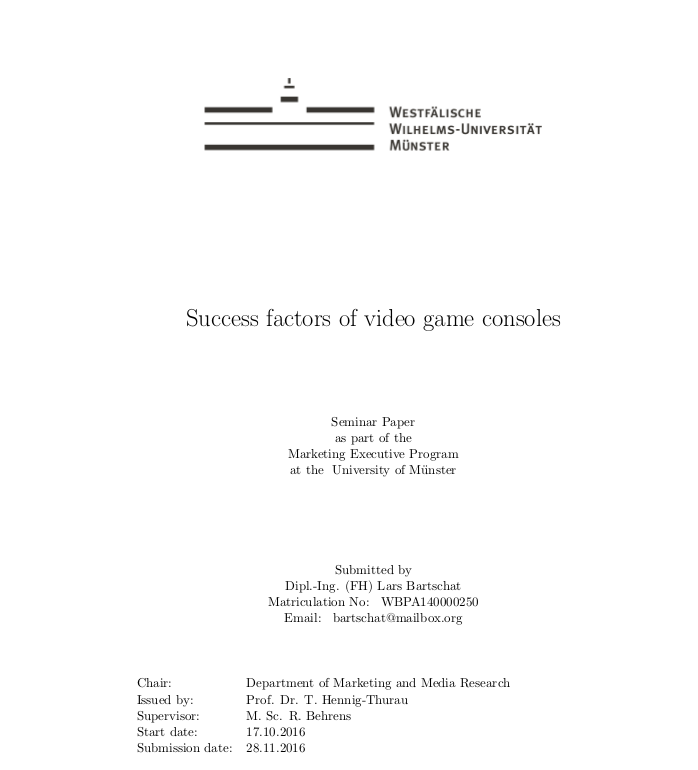 WESTFÄLISCHE
WILHELMS-UNIVERSITÄT
MÜNSTER
Success factors of video game consoles
Seminar Paper
as part of the
Marketing Executive Program
at the University of Münster
Submitted by
Dipl.-Ing. (FH) Lars Bartschat
Matriculation No: WBPA140000250
Email: bartschat@mailbox.org
Chair: Department of Marketing and Media Research
Issued by: Prof. Dr. T. Hennig-Thurau
Supervisor: M. Sc. R. Behrens
Start date: 17.10.2016
Submission date: 28.11.2016